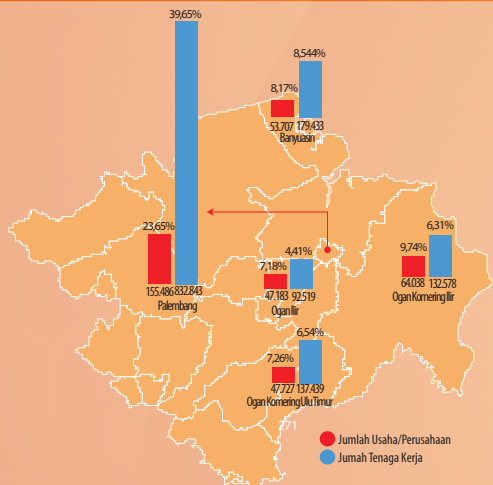 39,65%
8,544%
8,17%
53.707 179.433
Banyuasin
23,65%
155.486 832.843
Palembang
4,41%
7,18%
47.183 92.519
Ogan Ilir
6,31%
9,74%
64.038 132.578
Ogan Komering Ilir
6,54%
7,26%
47.727 137.439
Ogan Komering Ulu Timur
271
Jumlah Usaha/Perusahaan
Jumah Tenaga Kerja